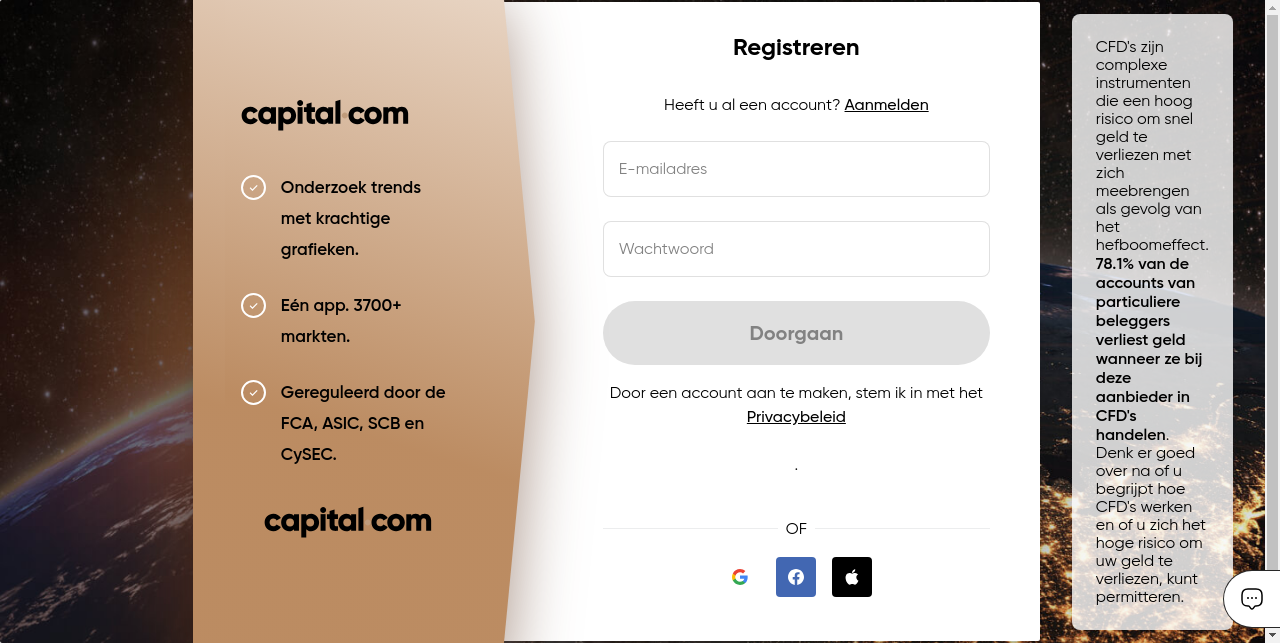 capital com
Onderzoek trends
met krachtige
grafieken.
Eén app. 3700+
markten.
Gereguleerd door de
FCA, ASIC, SCB en
CySEC.
capital com
Registreren
Heeft u al een account? Aanmelden
E-mailadres
Wachtwoord
Doorgaan
Door een account aan te maken, stem ik in met het
Privacybeleid
.
OF
CFD's zijn
complexe
instrumenten
die een hoog
risico om snel
geld te
verliezen met
zich
meebrengen
als gevolg van
het
hefboomeffect.
78.1% van de
accounts van
particuliere
beleggers
verliest geld
wanneer ze bij
deze
aanbieder in
CFD's
handelen.
Denk er goed
over na of u
begrijpt hoe
CFD's werken
en of u zich het
hoge risico om
uw geld te
verliezen, kunt
permitteren.